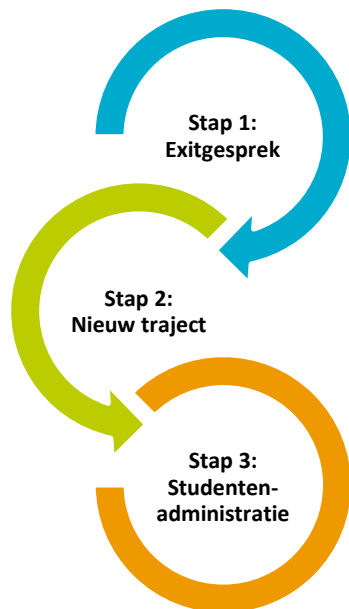 Stap 1:
Exitgesprek
Stap 2:
Nieuw traject
Stap 3:
Studenten-
administratie